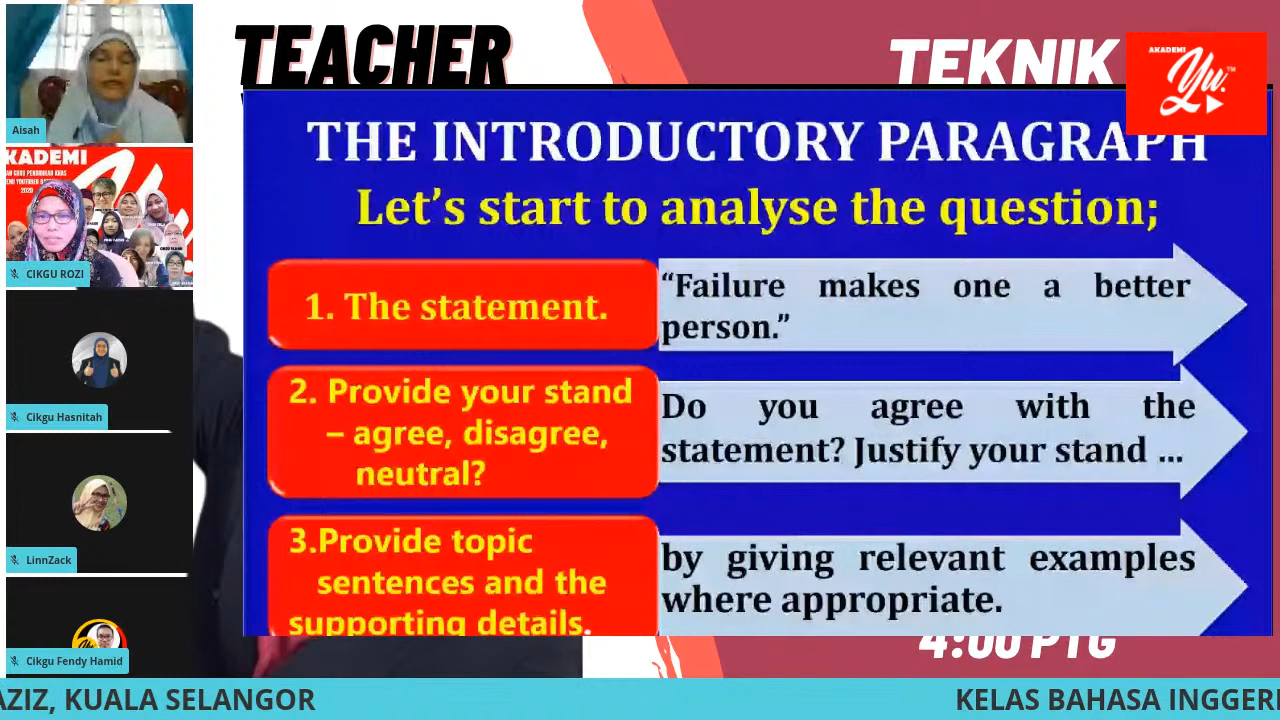 TEACHER
TEKNIK
AKADEMI
Yu.™
THE INTRODUCTORY PARAGRAPH
Let's start to analyse the question;
1. The statement.
“Failure makes one a better
person.”
2. Provide your stand
– agree, disagree,
neutral?
Do you agree with the
statement? Justify your stand ...
3.Provide topic
sentences and the
supporting details.
by giving relevant examples
where appropriate.
4:00 PTG
Aisah
KADEMI
2020
CIKGU ROZI
Cikgu Hasnitah
LinnZack
Cikgu Fendy Hamid
AZIZ, KUALA SELANGOR
KELAS BAHASA INGGERI